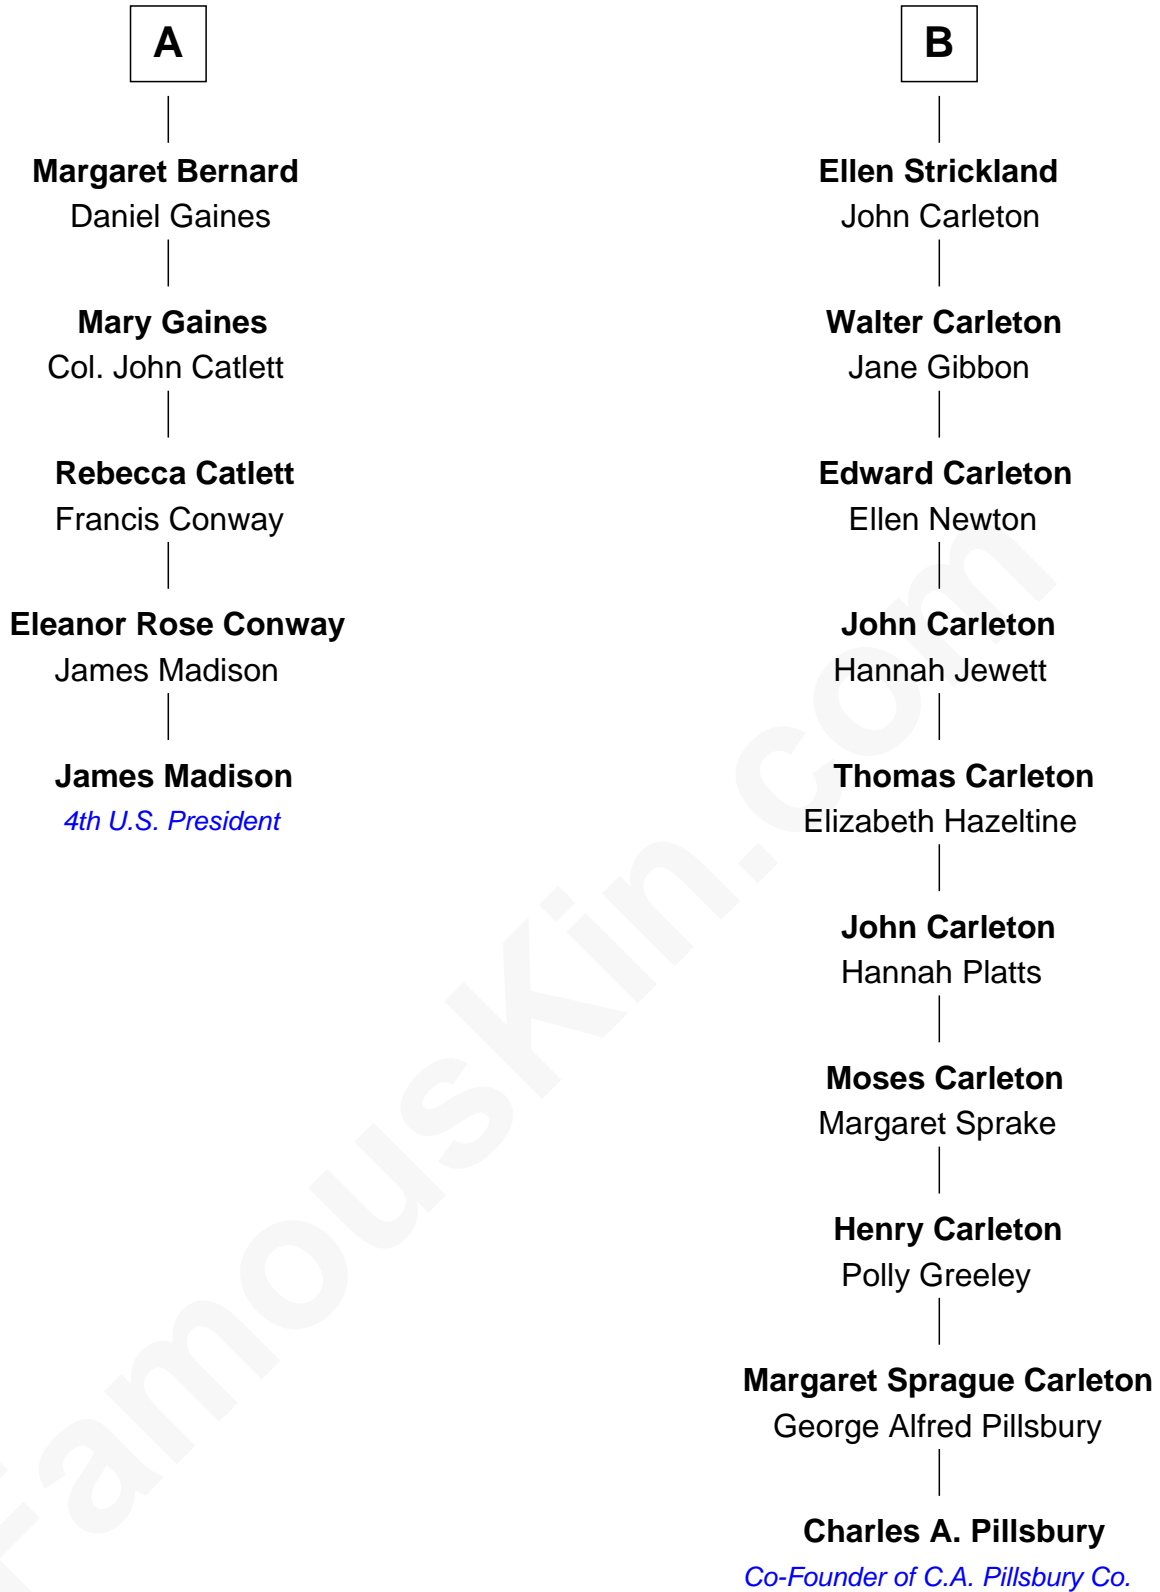 A
Margaret Bernard
Daniel Gaines
Mary Gaines
Col. John Catlett
Rebecca Catlett
Francis Conway
Eleanor Rose Conway
James Madison
James Madison
4th U.S. President
B
Ellen Strickland
John Carleton
Walter Carleton
Jane Gibbon
Edward Carleton
Ellen Newton
John Carleton
Hannah Jewett
Thomas Carleton
Elizabeth Hazeltine
John Carleton
Hannah Platts
Moses Carleton
Margaret Sprake
Henry Carleton
Polly Greeley
Margaret Sprague Carleton
George Alfred Pillsbury
Charles A. Pillsbury
Co-Founder of C.A. Pillsbury Co.
FamousKin.com